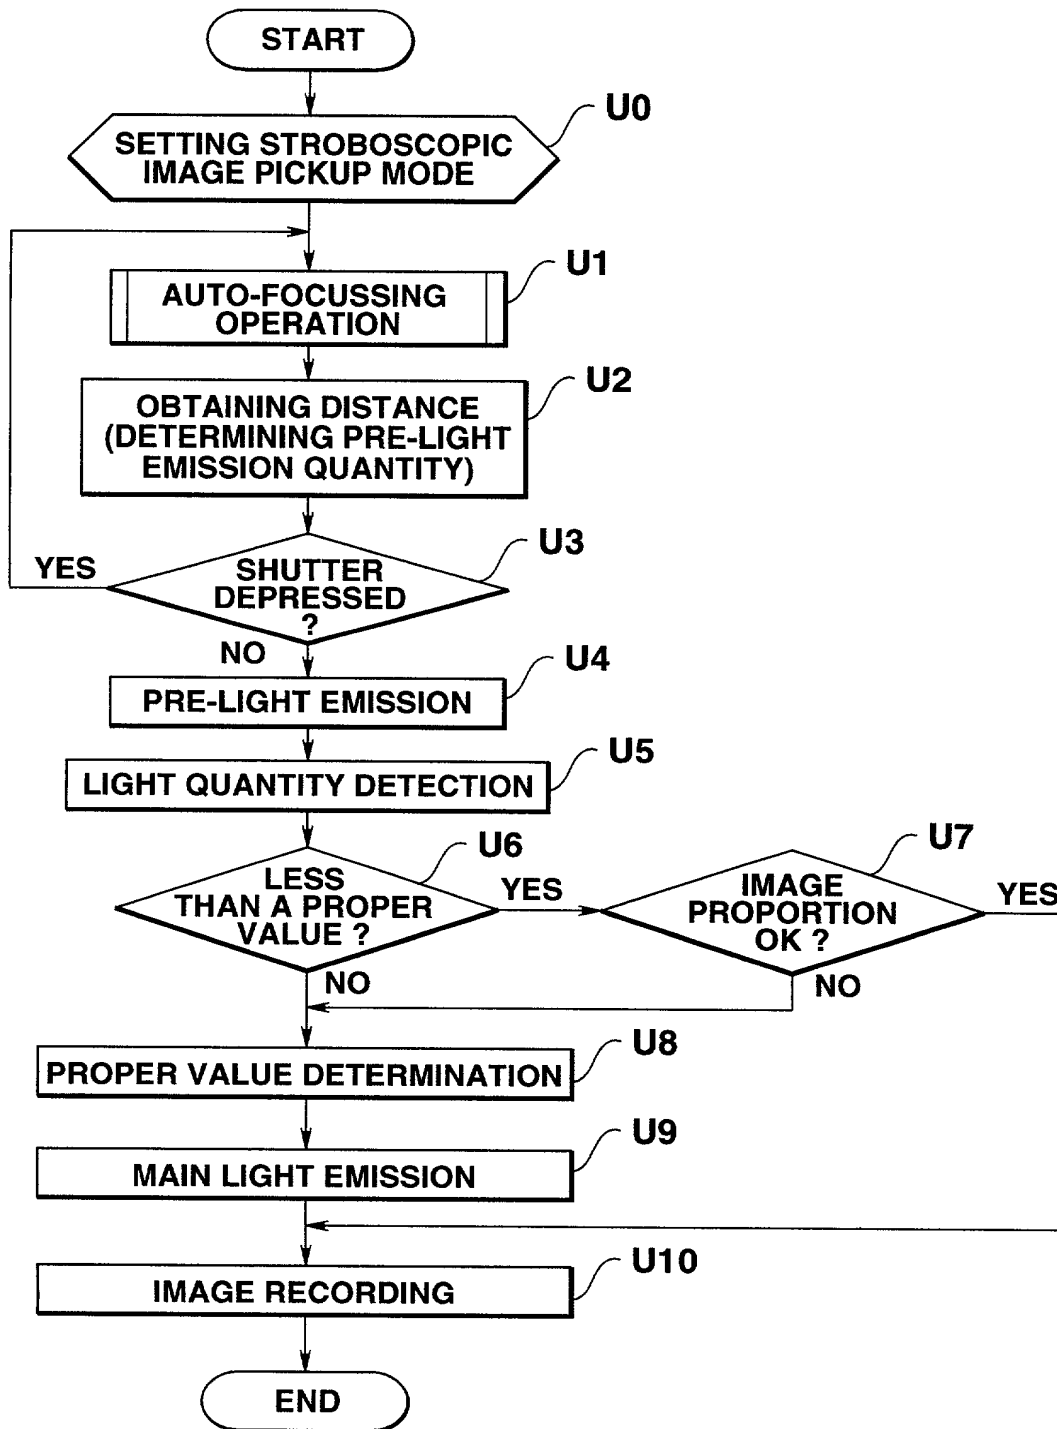 START
U0
SETTING STROBOSCOPIC
IMAGE PICKUP MODE
U1
AUTO-FOCUSSING
OPERATION
U2
OBTAINING DISTANCE
(DETERMINING PRE-LIGHT
EMISSION QUANTITY)
U3
YES
SHUTTER
DEPRESSED
?
NO
U4
PRE-LIGHT EMISSION
U5
LIGHT QUANTITY DETECTION
U6
LESS
THAN A PROPER
VALUE ?
YES
U7
IMAGE
PROPORTION
OK ?
YES
NO
NO
U8
PROPER VALUE DETERMINATION
U9
MAIN LIGHT EMISSION
U10
IMAGE RECORDING
END